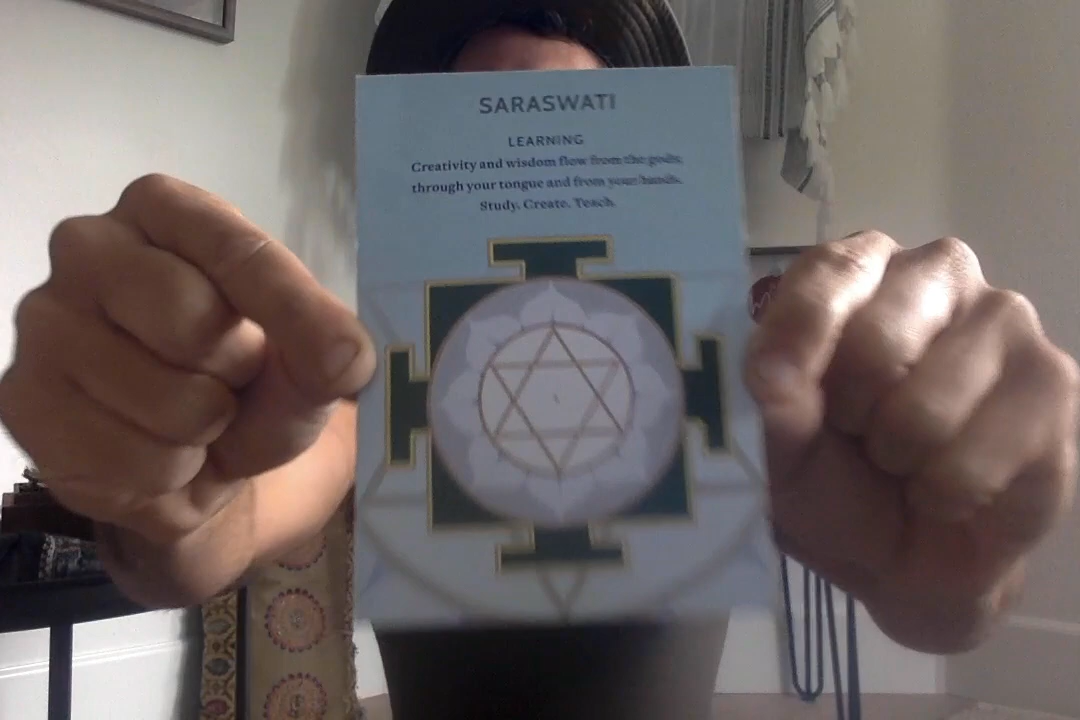 SARASWATI
LEARNING
Creativity and wisdom flow from the gods;
through your tongue and from your hands.
Study. Create. Teach.